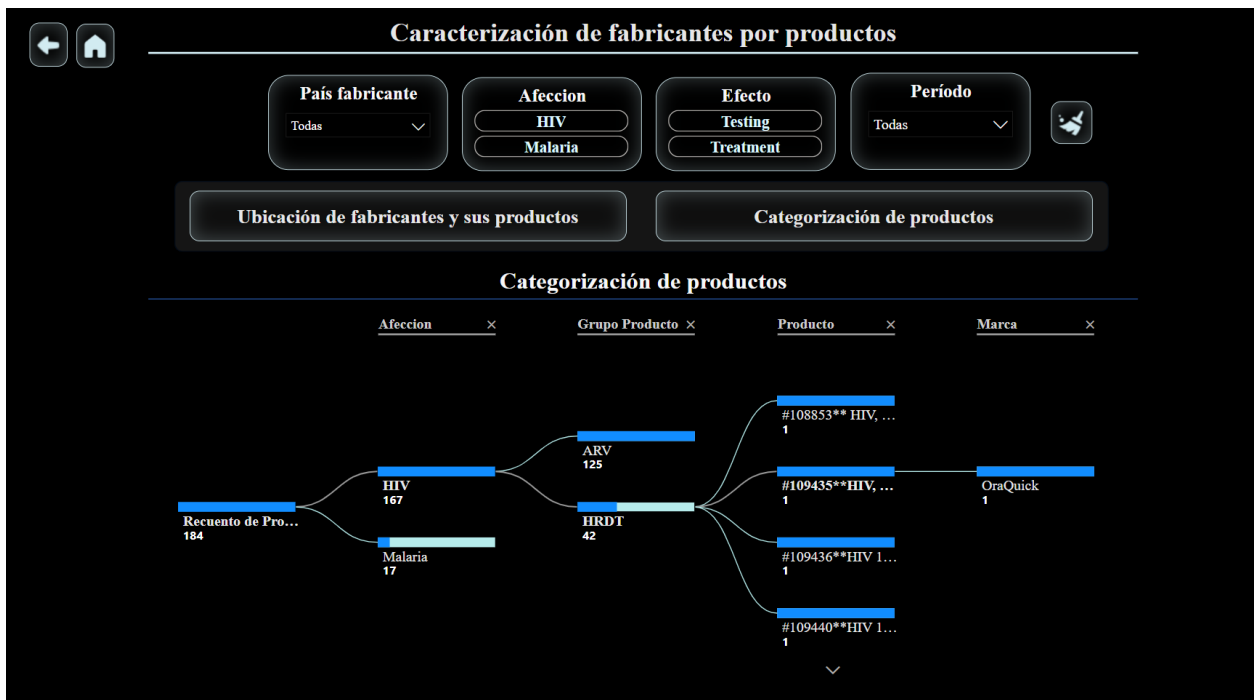 Caracterización de fabricantes por productos
País fabricante
Todas
Afeccion
HIV
Malaria
Efecto
Testing
Treatment
Período
Todas
Ubicación de fabricantes y sus productos
Categorización de productos
Categorización de productos
Afeccion ×
Grupo Producto ×
Producto ×
Marca ×
Recuento de Pro...
184
HIV
167
Malaria
17
ARV
125
HRDT
42
#108853** HIV, ...
1
#109435**HIV, ...
1
#109436**HIV 1...
1
#109440**HIV 1...
1
OraQuick
1